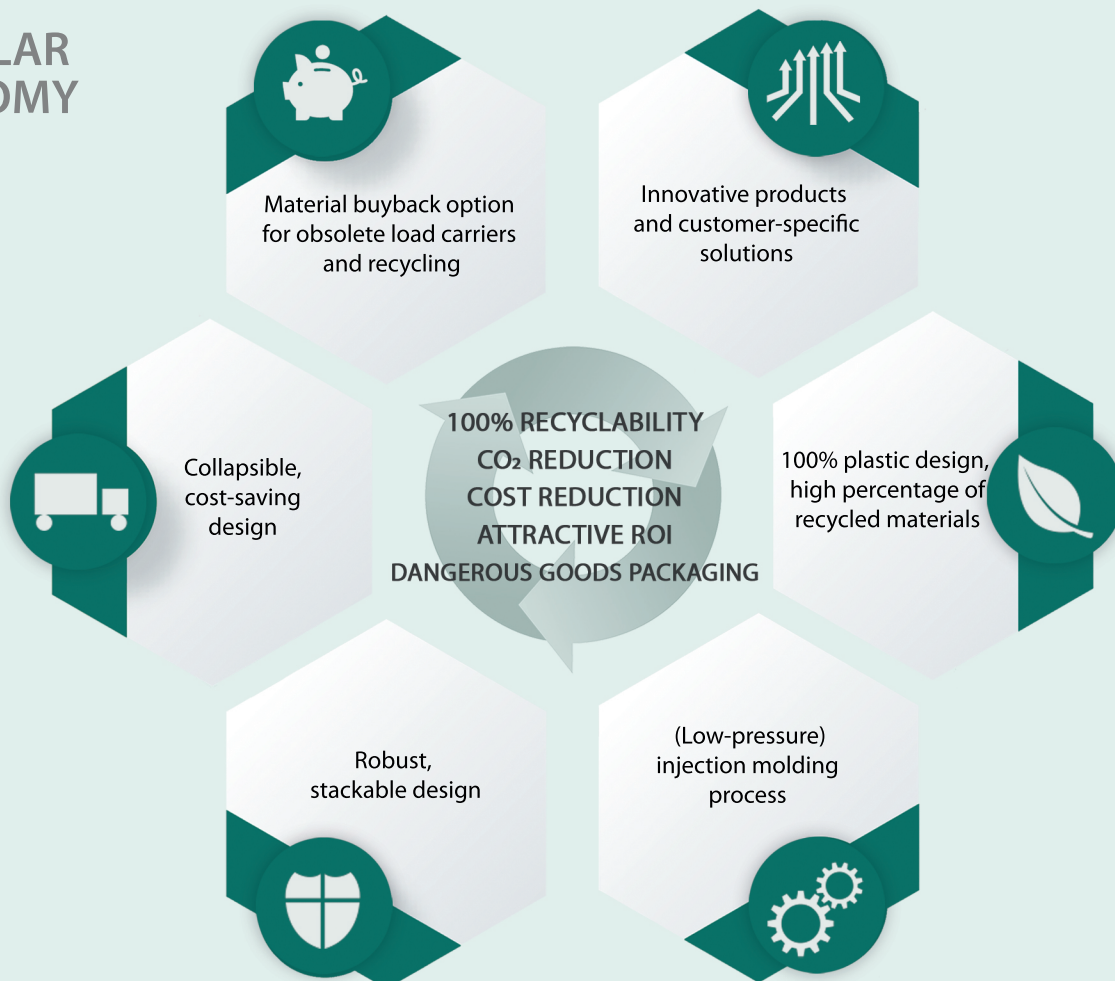 LAR
OMY
Material buyback option
for obsolete load carriers
and recycling
Innovative products
and customer-specific
solutions
Collapsible,
cost-saving
design
100% RECYCLABILITY
CO₂ REDUCTION
COST REDUCTION
ATTRACTIVE ROI
DANGEROUS GOODS PACKAGING
100% plastic design,
high percentage of
recycled materials
Robust,
stackable design
(Low-pressure)
injection molding
process